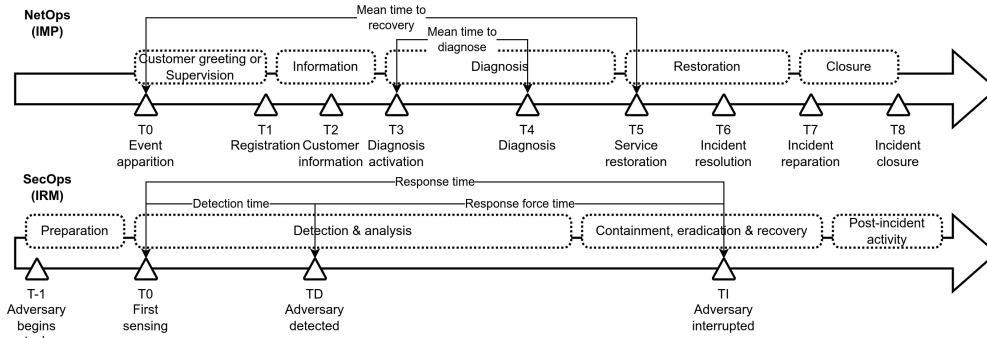 NetOps
(IMP)
Mean time to
recovery
Mean time to
diagnose
Customer greeting or
Supervision
Information
Diagnosis
Restoration
Closure
T0
Event
apparition
T1
Registration
T2
Customer
information
T3
Diagnosis
activation
T4
Diagnosis
T5
Service
restoration
T6
Incident
resolution
T7
Incident
reparation
T8
Incident
closure
SecOps
(IRM)
Response time
Detection time
Response force time
Preparation
Detection & analysis
Containment, eradication & recovery
Post-incident
activity
T-1
Adversary
begins
T0
First
sensing
TD
Adversary
detected
TI
Adversary
interrupted